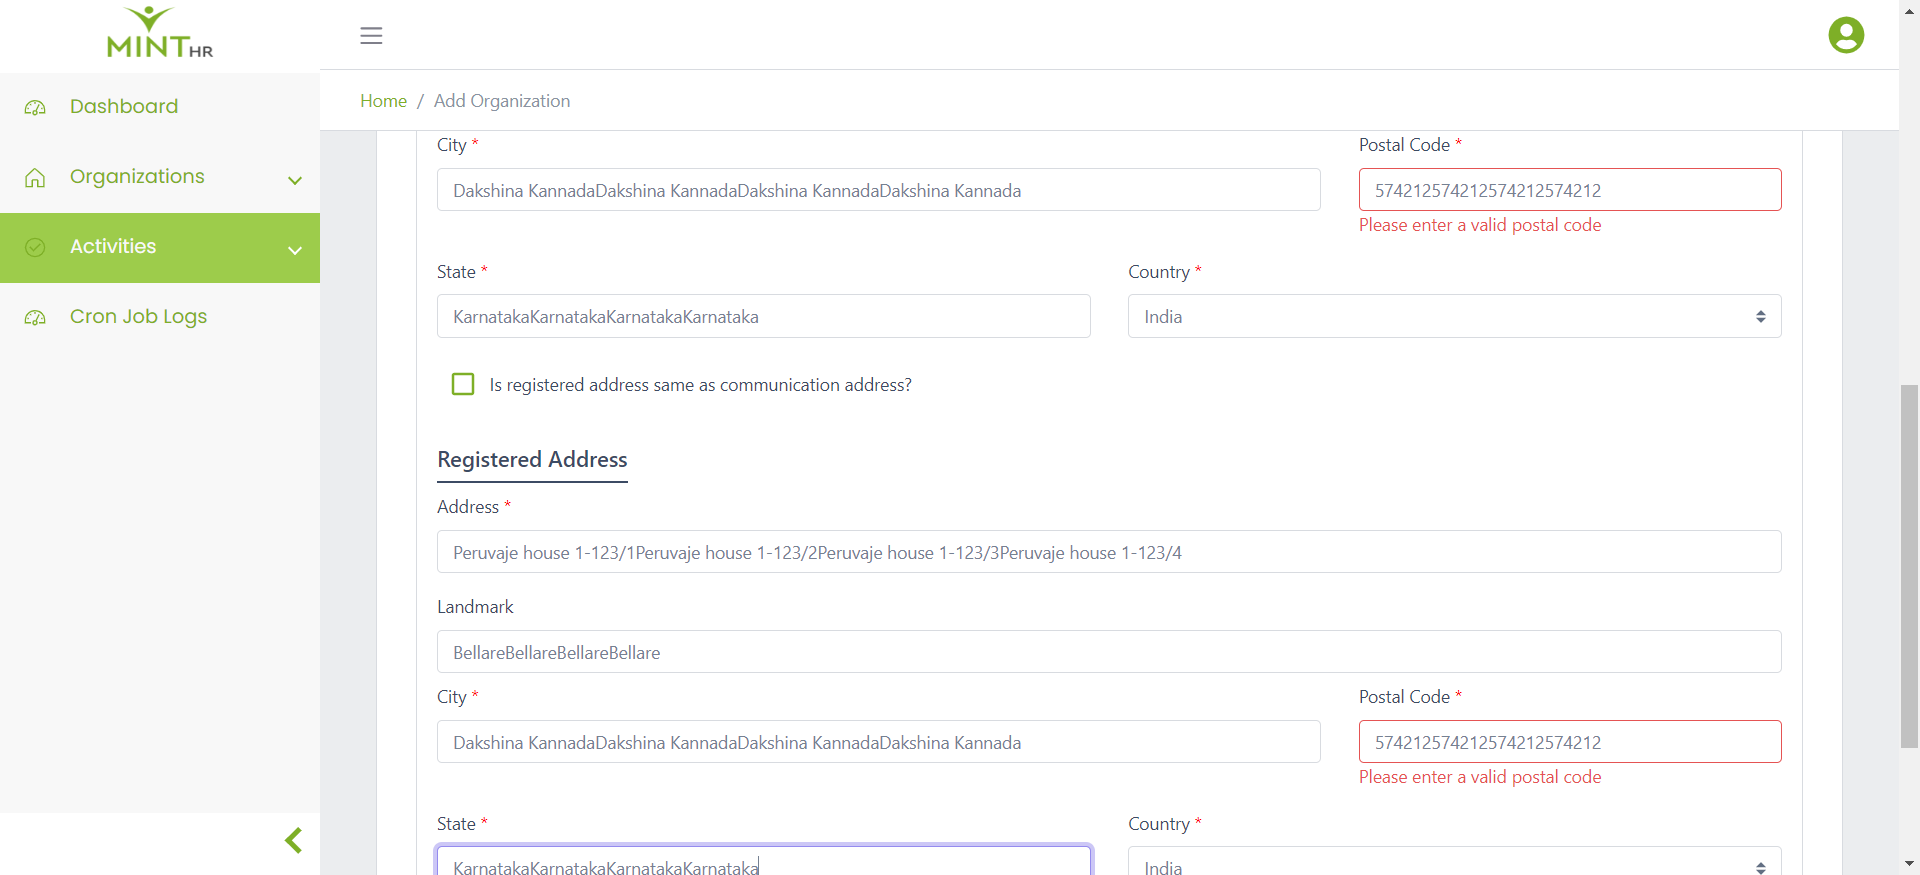 MINT HR
Home / Add Organization
Dashboard
Organizations
Activities
Cron Job Logs
City * Postal Code *
Dakshina KannadaDakshina KannadaDakshina KannadaDakshina Kannada 574212574212574212574212
Please enter a valid postal code
State * Country *
KarnatakaKarnatakaKarnatakaKarnataka India
Is registered address same as communication address?
Registered Address
Address *
Peruvaje house 1-123/1Peruvaje house 1-123/2Peruvaje house 1-123/3Peruvaje house 1-123/4
Landmark
BellareBellareBellareBellare
City * Postal Code *
Dakshina KannadaDakshina KannadaDakshina KannadaDakshina Kannada 574212574212574212574212
Please enter a valid postal code
State * Country *
KarnatakaKarnatakaKarnatakaKarnataka India